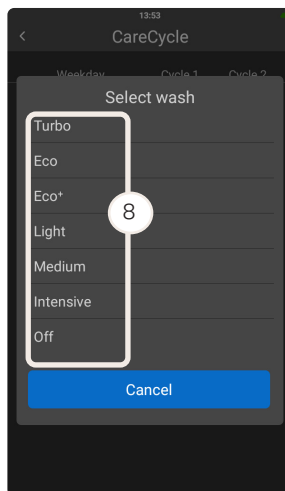 13:53
CareCycle
Weekday Cycle 1 Cycle 2
Select wash
Turbo
Eco
Eco⁺
8
Light
Medium
Intensive
Off
Cancel